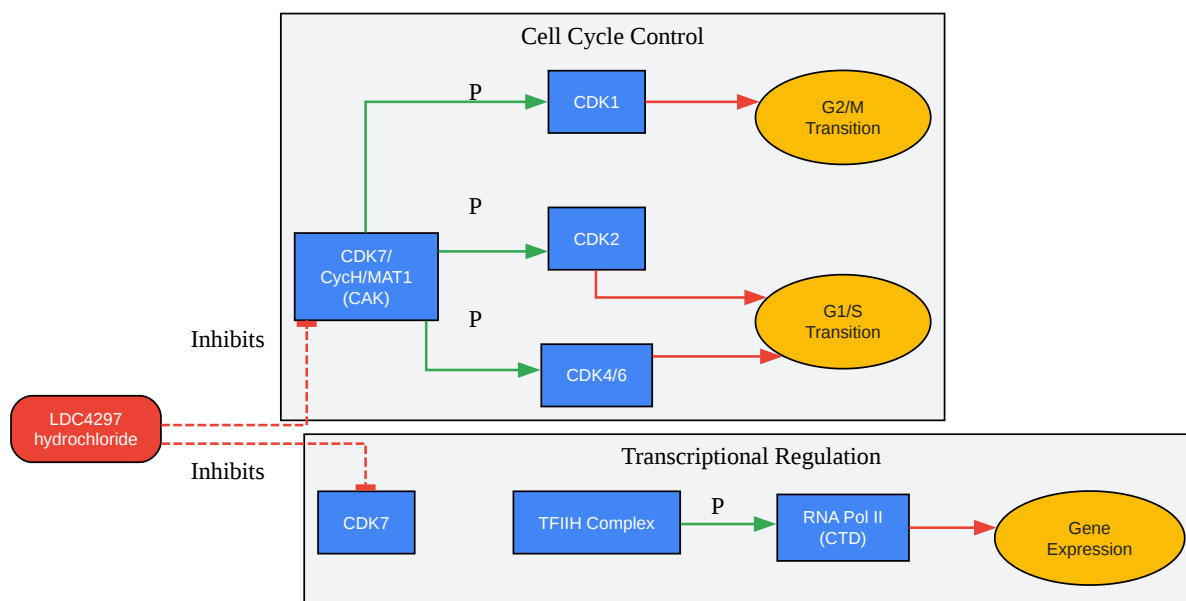 Cell Cycle Control
P
CDK1
G2/M
Transition
P
CDK2
CDK7/
CycH/MAT1
(CAK)
P
G1/S
Transition
Inhibits
CDK4/6
LDC4297
hydrochloride
Inhibits
Transcriptional Regulation
CDK7
TFIIH Complex
P
RNA Pol II
(CTD)
Gene
Expression